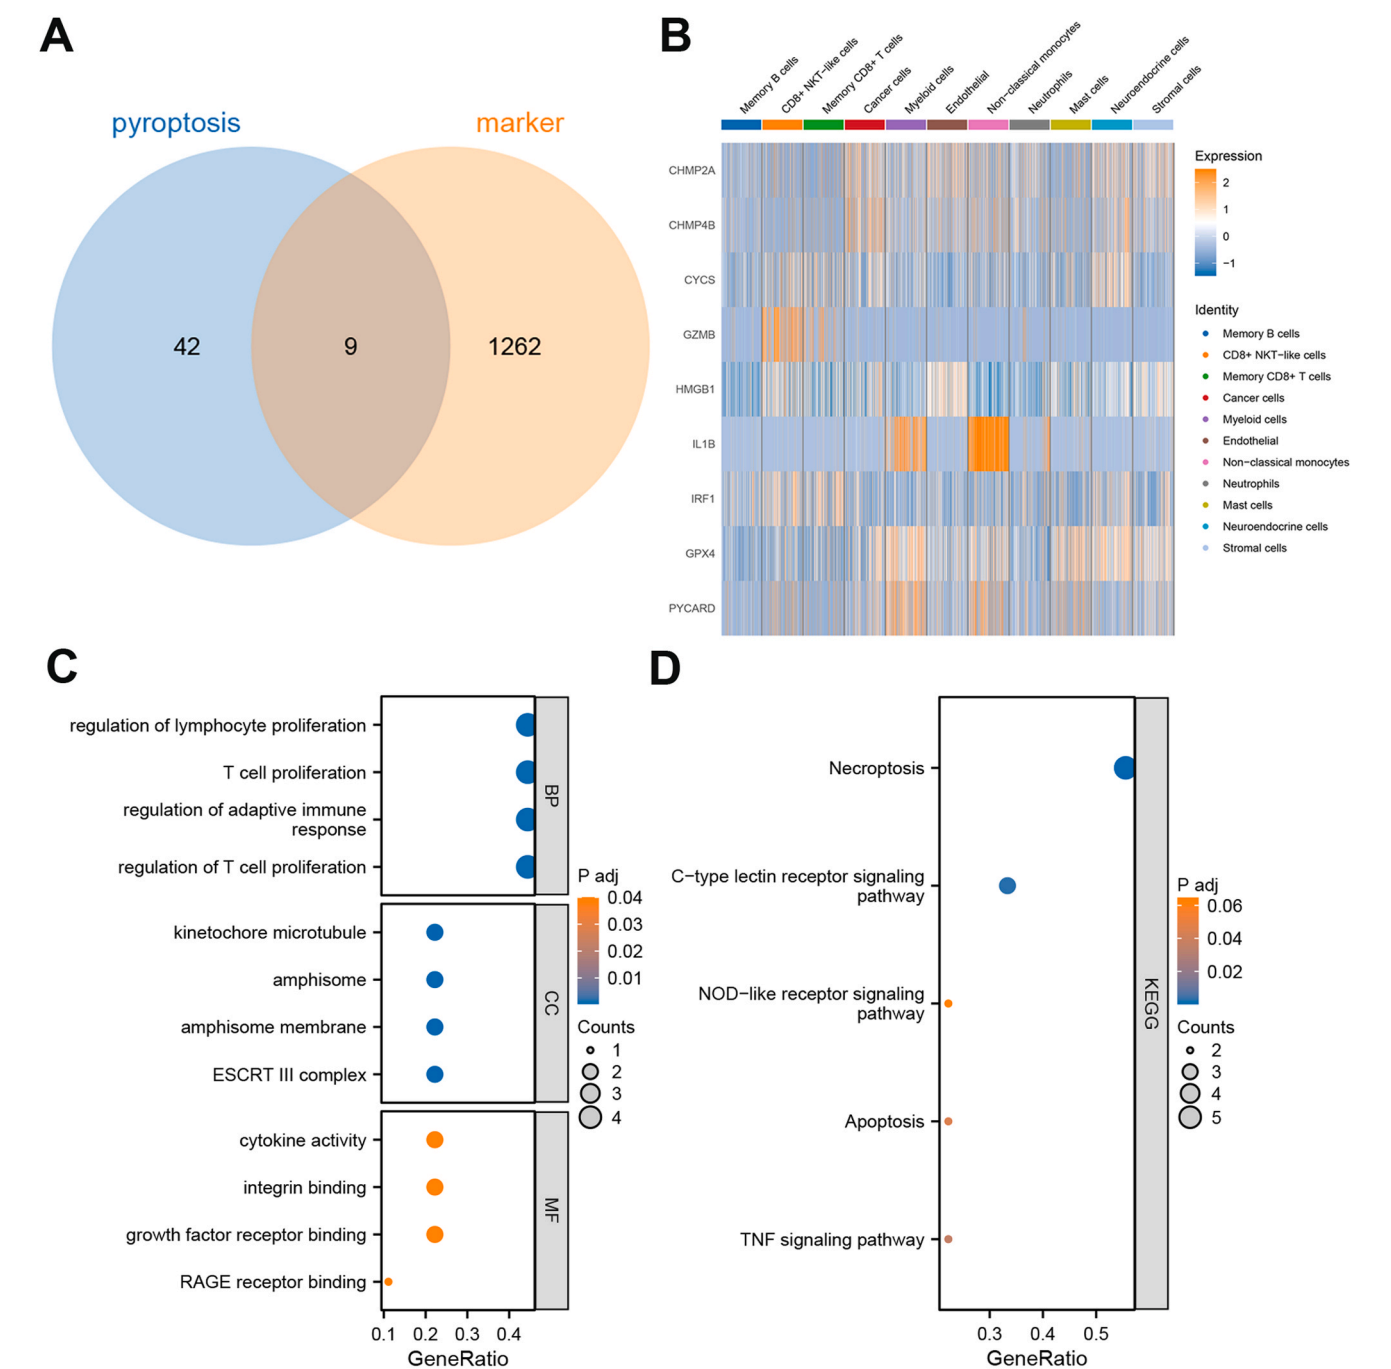 A
pyroptosis
marker
42
9
1262
B
Memory B cells
CD8+ NKT−like cells
Memory CD8+ T cells
Cancer cells
Myeloid cells
Endothelial
Non−classical monocytes
Neutrophils
Mast cells
Neuroendocrine cells
Stromal cells
CHMP2A
CHMP4B
CYCS
GZMB
HMGB1
IL1B
IRF1
GPX4
PYCARD
Expression
2
1
0
−1
Identity
Memory B cells
CD8+ NKT−like cells
Memory CD8+ T cells
Cancer cells
Myeloid cells
Endothelial
Non−classical monocytes
Neutrophils
Mast cells
Neuroendocrine cells
Stromal cells
C
regulation of lymphocyte proliferation
T cell proliferation
regulation of adaptive immune
response
regulation of T cell proliferation
BP
kinetochore microtubule
amphisome
amphisome membrane
ESCRT III complex
CC
cytokine activity
integrin binding
growth factor receptor binding
RAGE receptor binding
MF
0.1 0.2 0.3 0.4
GeneRatio
P adj
0.04
0.03
0.02
0.01
Counts
1
2
3
4
D
Necroptosis
C−type lectin receptor signaling
pathway
NOD−like receptor signaling
pathway
Apoptosis
TNF signaling pathway
KEGG
0.3 0.4 0.5
GeneRatio
P adj
0.06
0.04
0.02
Counts
2
3
4
5